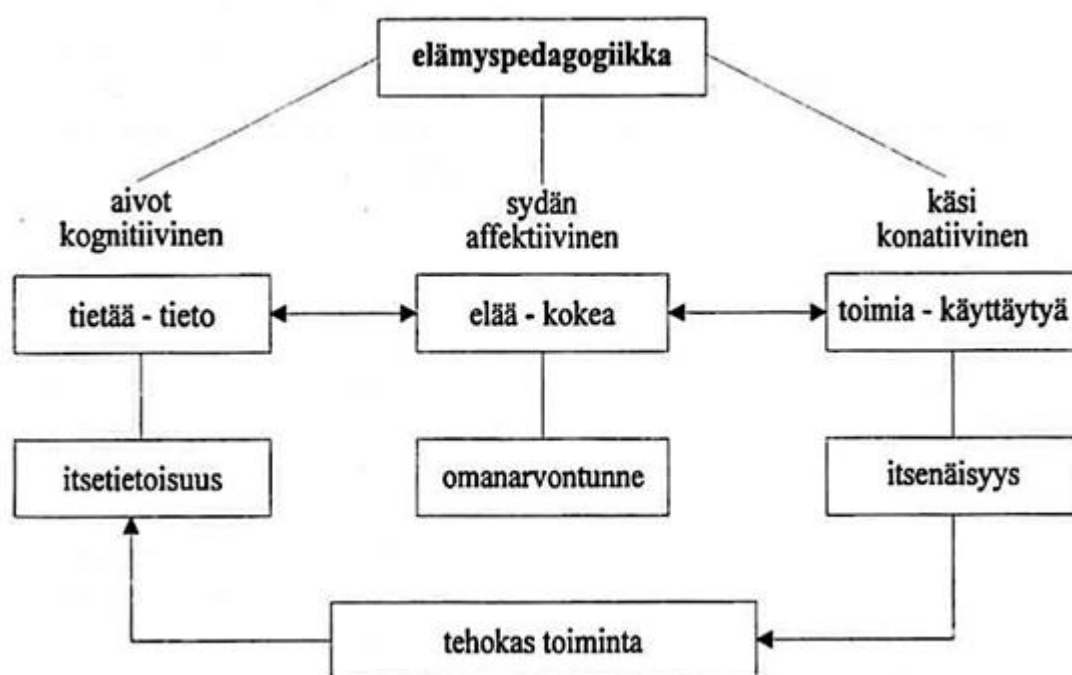 elämyspedagogiikka
aivot
kognitiivinen
sydän
affektiivinen
käsi
konatiivinen
tietää - tieto
elää - kokea
toimia - käyttäytyä
itsetietoisuus
omanarvontunne
itsenäisyys
tehokas toiminta